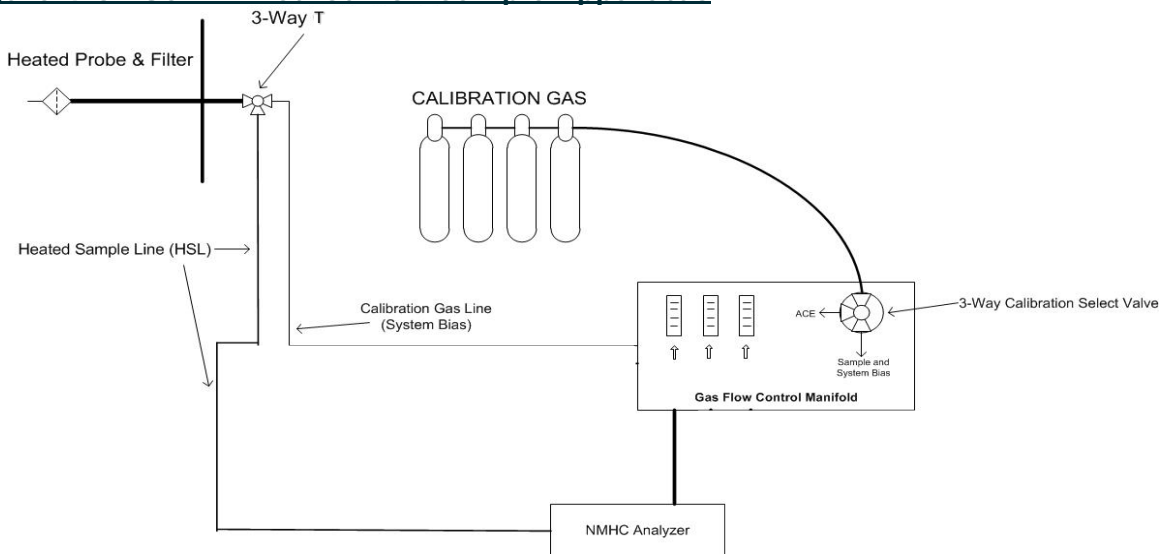 3-Way T
Heated Probe & Filter
CALIBRATION GAS
Heated Sample Line (HSL)
Calibration Gas Line
(System Bias)
3-Way Calibration Select Valve
ACE
Sample and
System Bias
Gas Flow Control Manifold
NMHC Analyzer